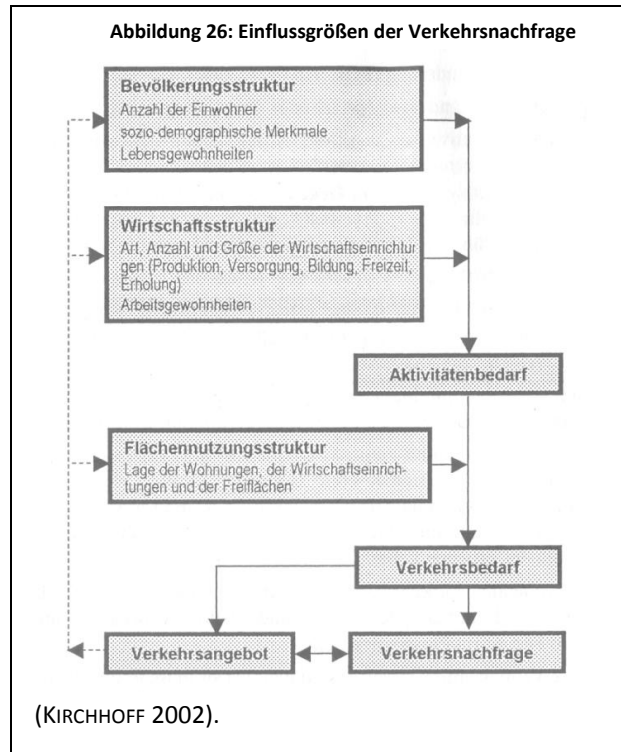 Abbildung 26: Einflussgrößen der Verkehrsnachfrage
Bevölkerungsstruktur
Anzahl der Einwohner
sozio-demographische Merkmale
Lebensgewohnheiten
Wirtschaftsstruktur
Art, Anzahl und Größe der Wirtschaftseinrichtun
gen (Produktion, Versorgung, Bildung, Freizeit,
Erholung)
Arbeitsgewohnheiten
Aktivitätenbedarf
Flächennutzungsstruktur
Lage der Wohnungen, der Wirtschaftseinrich-
tungen und der Freiflächen
Verkehrsbedarf
Verkehrsangebot
Verkehrsnachfrage
(KIRCHHOFF 2002).